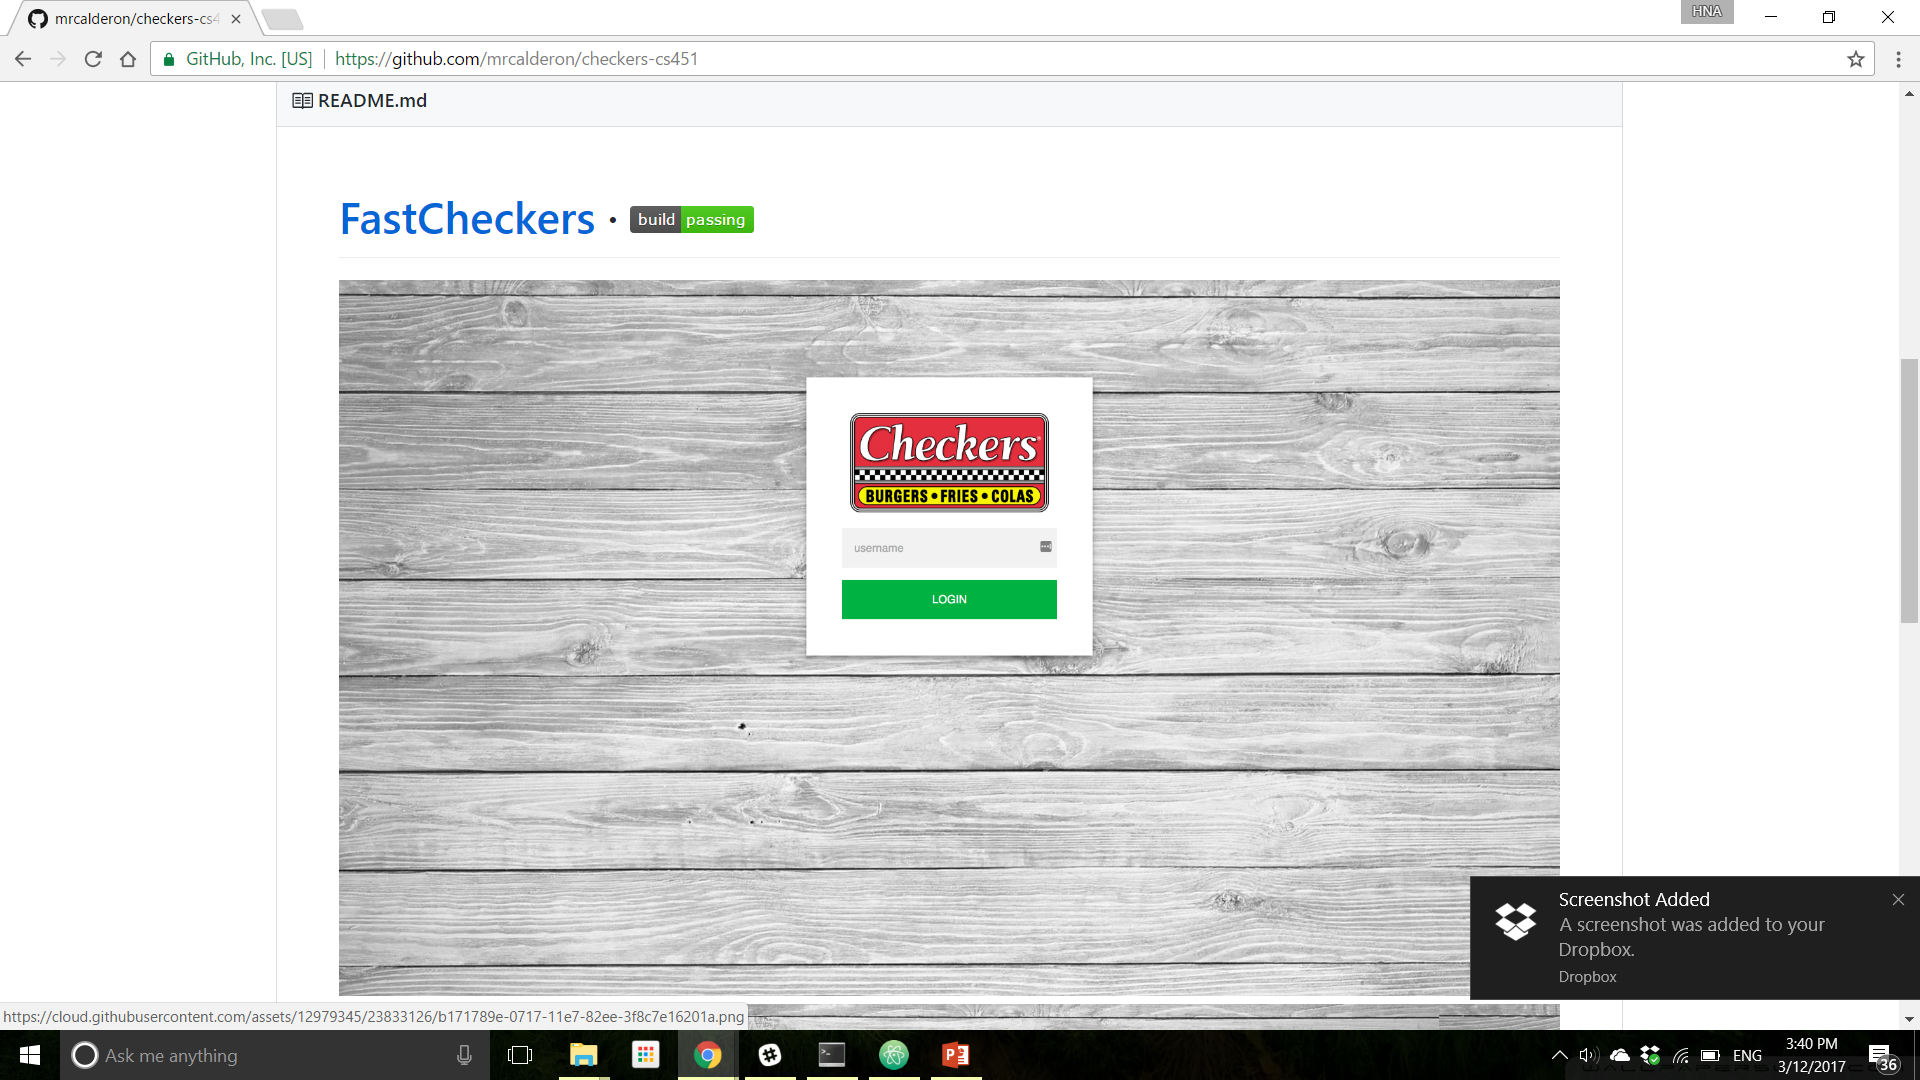 mrcalderon/checkers-cs4
HNA
GitHub, Inc. [US]
https://github.com/mrcalderon/checkers-cs451
README.md
FastCheckers • build passing
Checkers
BURGERS • FRIES • COLAS
username
LOGIN
Screenshot Added
A screenshot was added to your
Dropbox.
Dropbox
https://cloud.githubusercontent.com/assets/12979345/23833126/b171789e-0717-11e7-82ee-3f8c7e16201a.png
Ask me anything
ENG
3:40 PM
3/12/2017
36